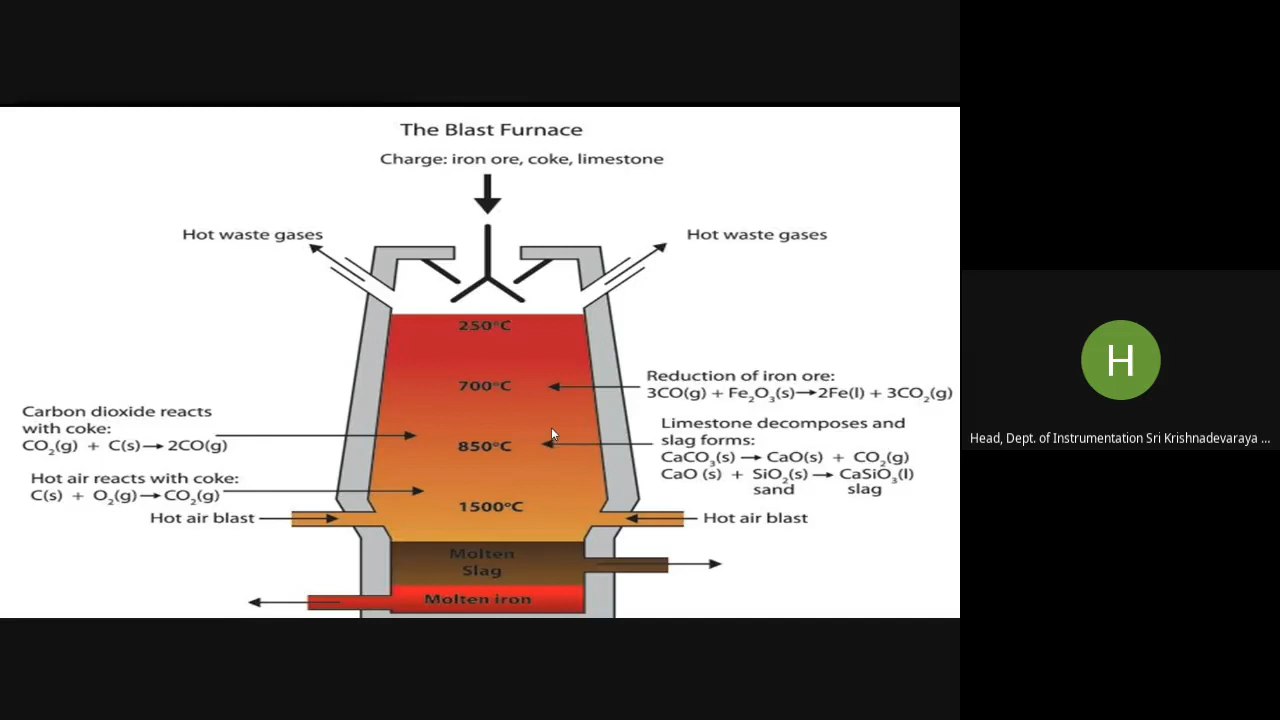 The Blast Furnace
Charge: iron ore, coke, limestone
Hot waste gases
Hot waste gases
250°C
700°C
Reduction of iron ore:
3CO(g) + Fe₂O₃(s)→2Fe(l) + 3CO₂(g)
Carbon dioxide reacts
with coke:
CO₂(g) + C(s)→ 2CO(g)
850°C
Limestone decomposes and
slag forms:
CaCO₃(s) → CaO(s) + CO₂(g)
CaO (s) + SiO₂(s)→ CaSiO₃(l)
sand slag
Hot air reacts with coke:
C(s) + O₂(g)→CO₂(g)
1500°C
Hot air blast
Hot air blast
Molten
Slag
Molten iron
H
Head, Dept. of Instrumentation Sri Krishnadevaraya ...